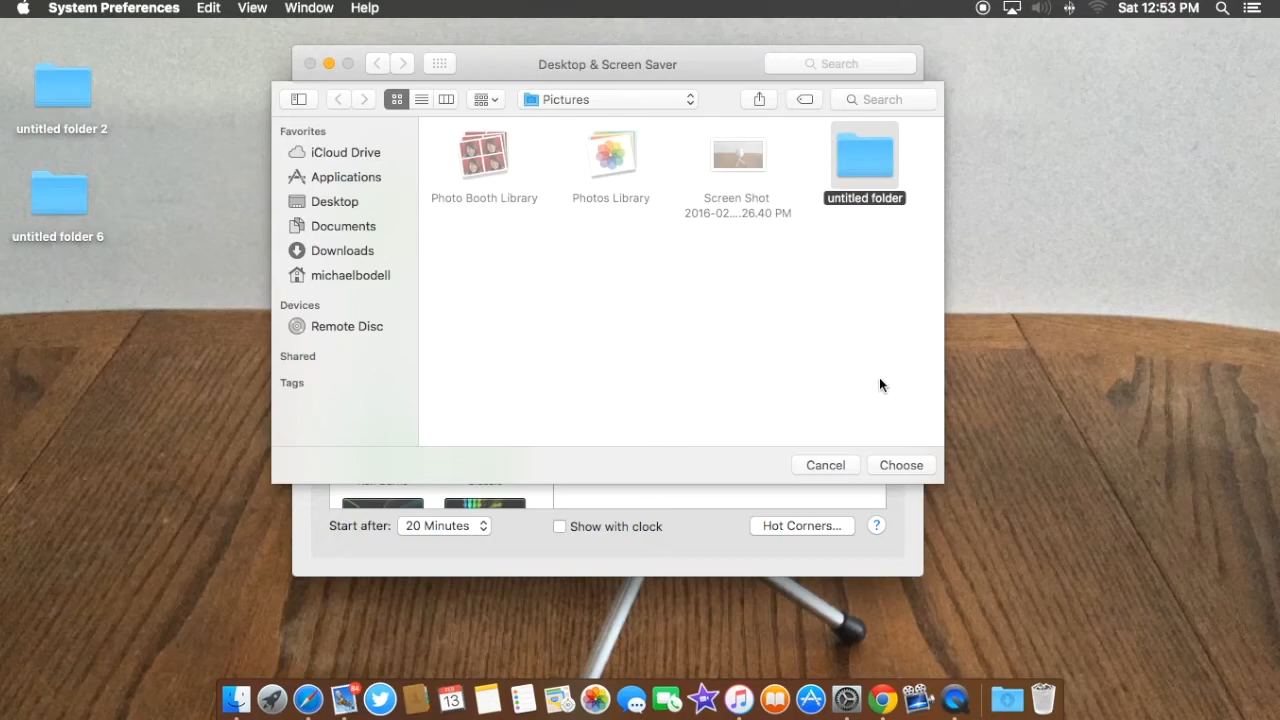 System Preferences Edit View Window Help Sat 12:53 PM
untitled folder 2
untitled folder 6
Desktop & Screen Saver Search
Pictures Search
Favorites
iCloud Drive
Applications
Desktop
Documents
Downloads
michaelbodell
Devices
Remote Disc
Shared
Tags
Photo Booth Library
Photos Library
Screen Shot
2016-02....26.40 PM
untitled folder
Cancel Choose
Start after: 20 Minutes Show with clock Hot Corners... ?
FEB
13